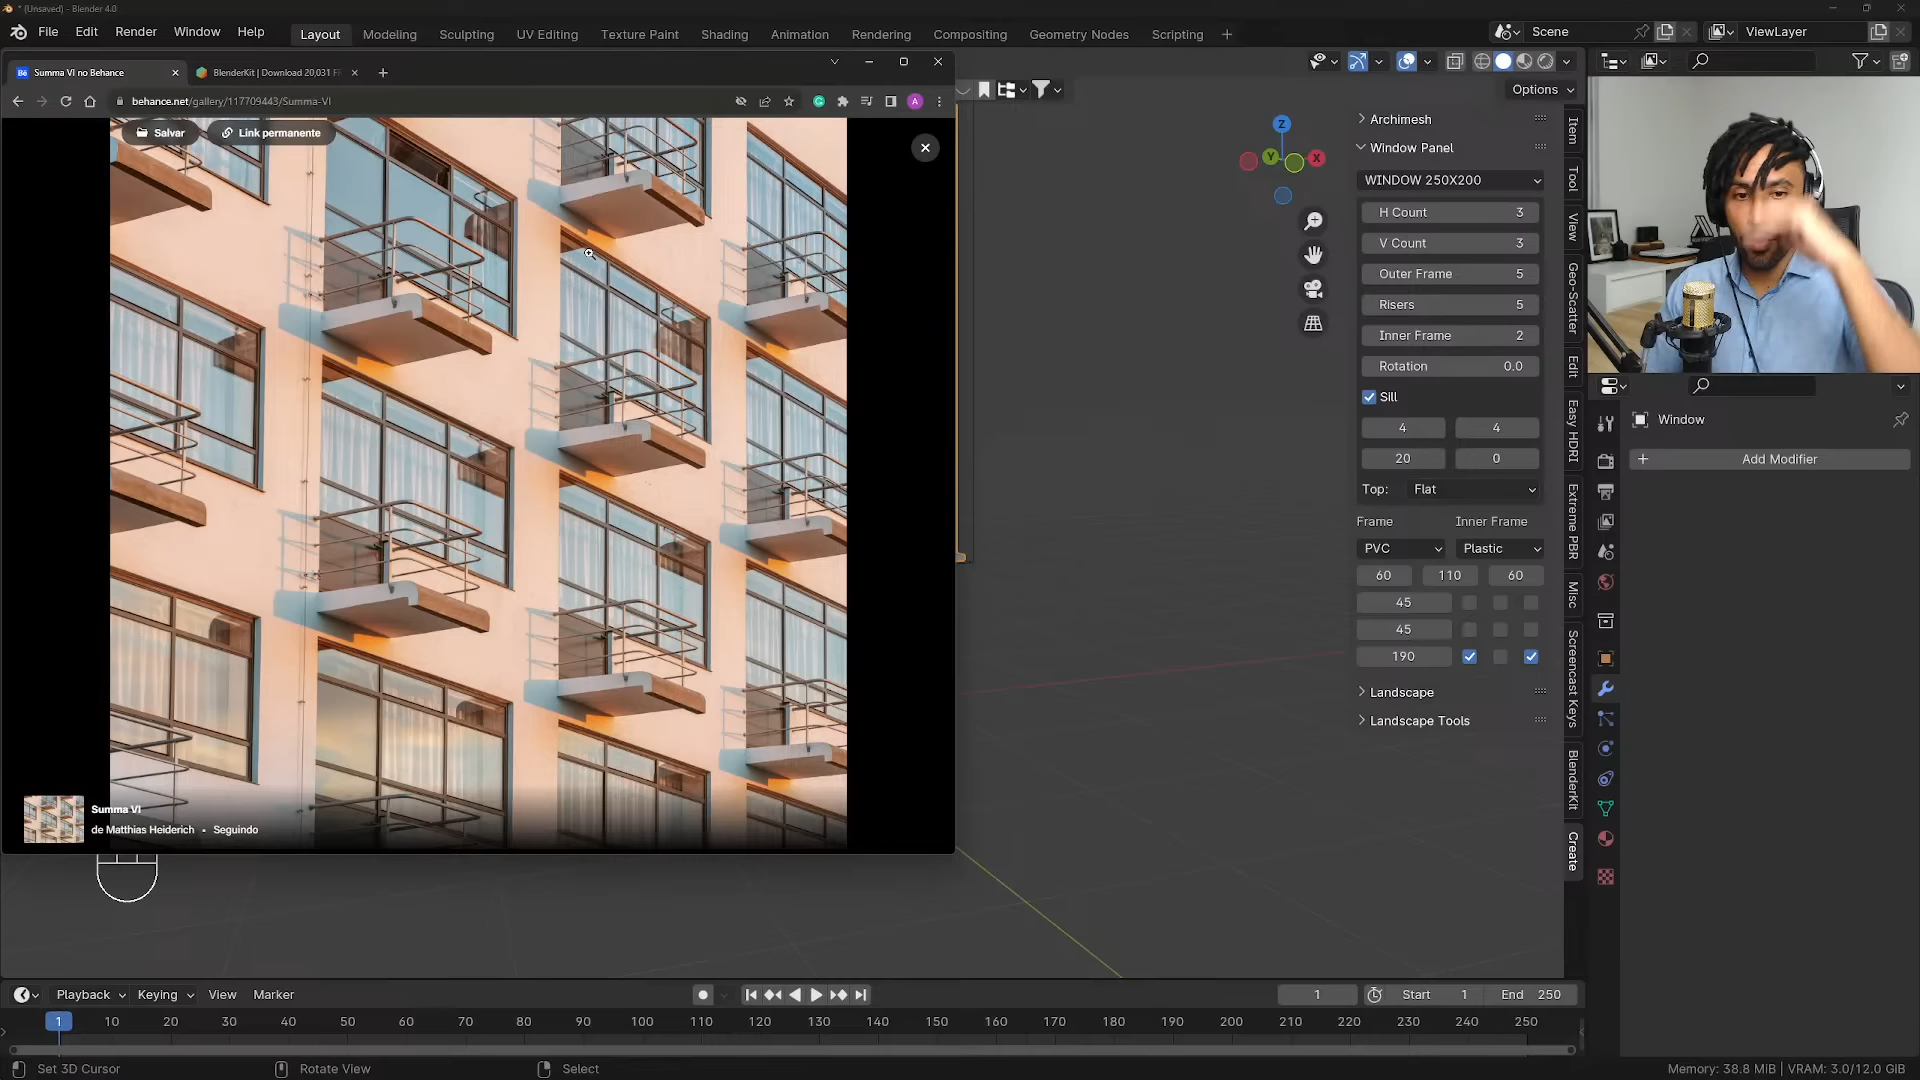 * (Unsaved) - Blender 4.0
File Edit Render Window Help Layout Modeling Sculpting UV Editing Texture Paint Shading Animation Rendering Compositing Geometry Nodes Scripting + Scene ViewLayer
Summa VI no Behance
BlenderKit | Download 20,031
behance.net/gallery/117709443/Summa-VI
A
Salvar Link permanente
Summa VI
de Matthias Heiderich • Seguindo
Options
Z
Y X
Archimesh
Window Panel
WINDOW 250X200
H Count 3
V Count 3
Outer Frame 5
Risers 5
Inner Frame 2
Rotation 0.0
Sill
4 4
20 0
Top: Flat
Frame Inner Frame
PVC Plastic
60 110 60
45
45
190
Landscape
Landscape Tools
Item
Tool
View
Geo-Scatter
Edit
Easy HDRI
Extreme PBR
Misc
Screencast Keys
BlenderKit
Create
Window
Add Modifier
Playback Keying View Marker 1 Start 1 End 250
1 10 20 30 40 50 60 70 80 90 100 110 120 130 140 150 160 170 180 190 200 210 220 230 240 250
Set 3D Cursor Rotate View Select Memory: 38.8 MiB | VRAM: 3.0/12.0 GiB